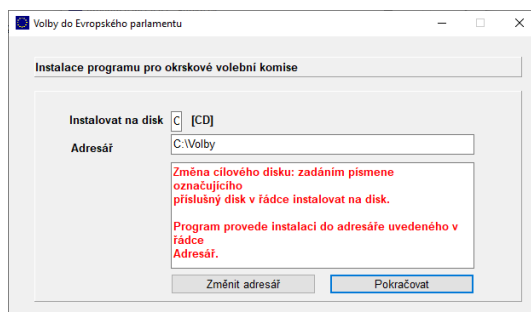 Volby do Evropského parlamentu
Instalace programu pro okrskové volební komise
Instalovat na disk C [CD]
Adresář C:\Volby
Změna cílového disku: zadáním písmene
označujícího
příslušný disk v řádce instalovat na disk.
Program provede instalaci do adresáře uvedeného v
řádce
Adresář.
Změnit adresář Pokračovat